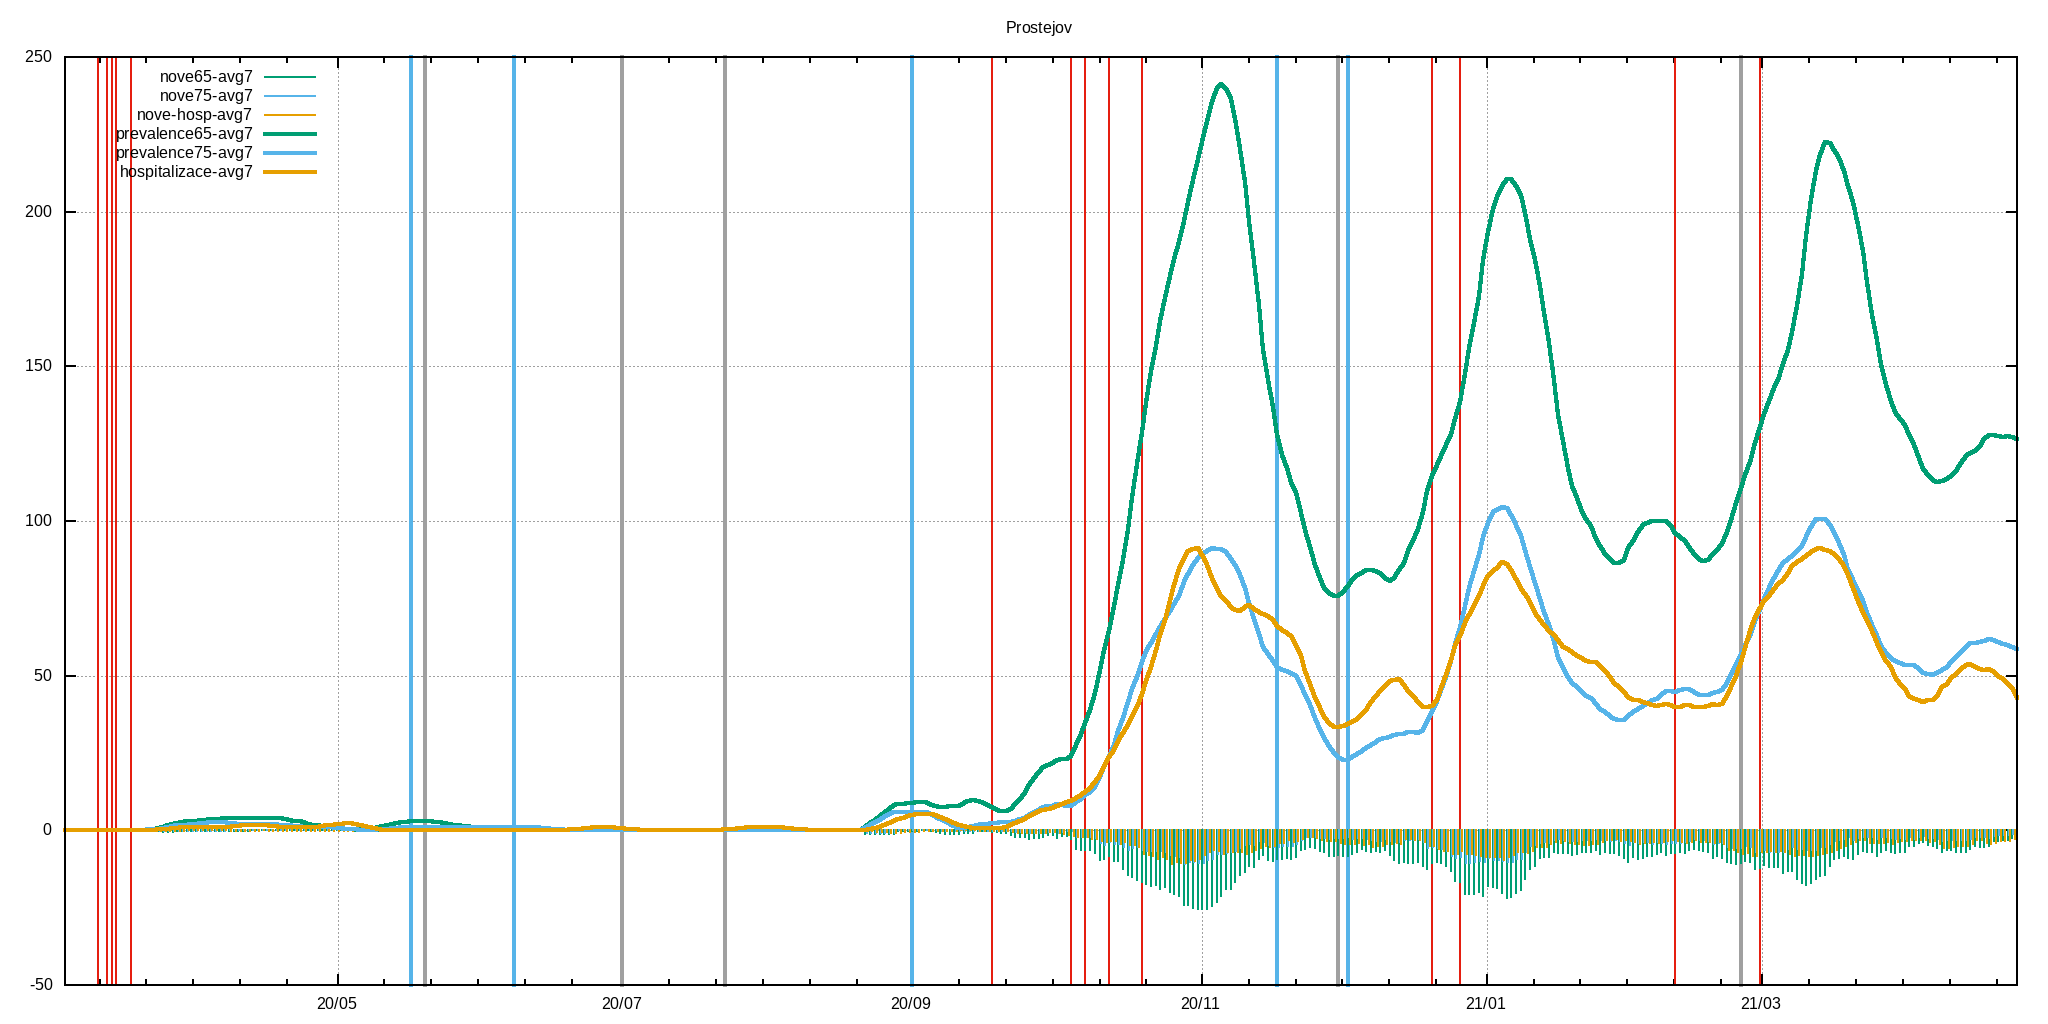 Prostejov
250
nove65-avg7
nove75-avg7
nove-hosp-avg7
prevalence65-avg7
prevalence75-avg7
hospitalizace-avg7
200
150
100
50
0
-50
20/05 20/07 20/09 20/11 21/01 21/03